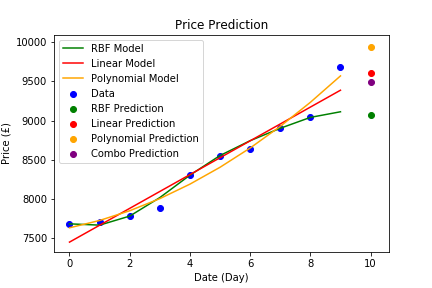 Price Prediction
10000
9500
9000
8500
8000
7500
Price (£)
RBF Model
Linear Model
Polynomial Model
Data
RBF Prediction
Linear Prediction
Polynomial Prediction
Combo Prediction
0 2 4 6 8 10
Date (Day)